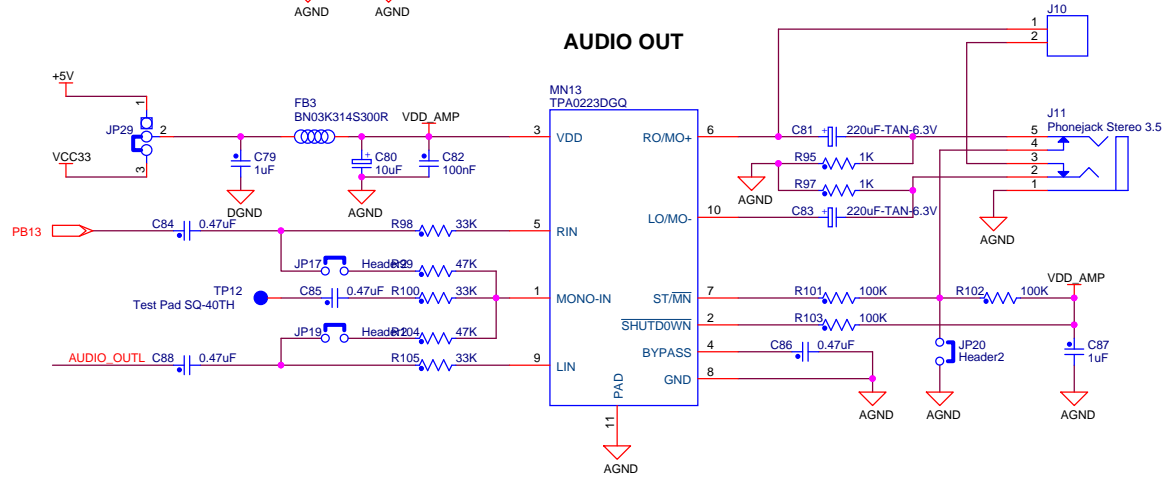 AGND
AGND
AUDIO OUT
J10
1
2
+5V
1
JP29
2
VCC33
3
FB3
BN03K314S300R
VDD_AMP
C79
1uF
DGND
C80
10uF
C82
100nF
AGND
MN13
TPA0223DGQ
3
VDD
RO/MO+
6
C81
+
220uF-TAN-6.3V
R95
1K
AGND
R97
1K
10
LO/MO-
C83
+
220uF-TAN-6.3V
J11
Phonejack Stereo 3.5
5
4
3
2
1
AGND
PB13
C84
0.47uF
R98
33K
5
RIN
JP17
Header2
R99
47K
TP12
Test Pad SQ-40TH
C85
0.47uF
R100
33K
1
MONO-IN
JP19
Header2
R104
47K
AUDIO_OUTL
C88
0.47uF
R105
33K
9
LIN
ST/MN
7
R101
100K
R102
100K
VDD_AMP
SHUTD0WN
2
R103
100K
BYPASS
4
C86
0.47uF
GND
8
JP20
Header2
C87
1uF
AGND
AGND
AGND
PAD
11
AGND